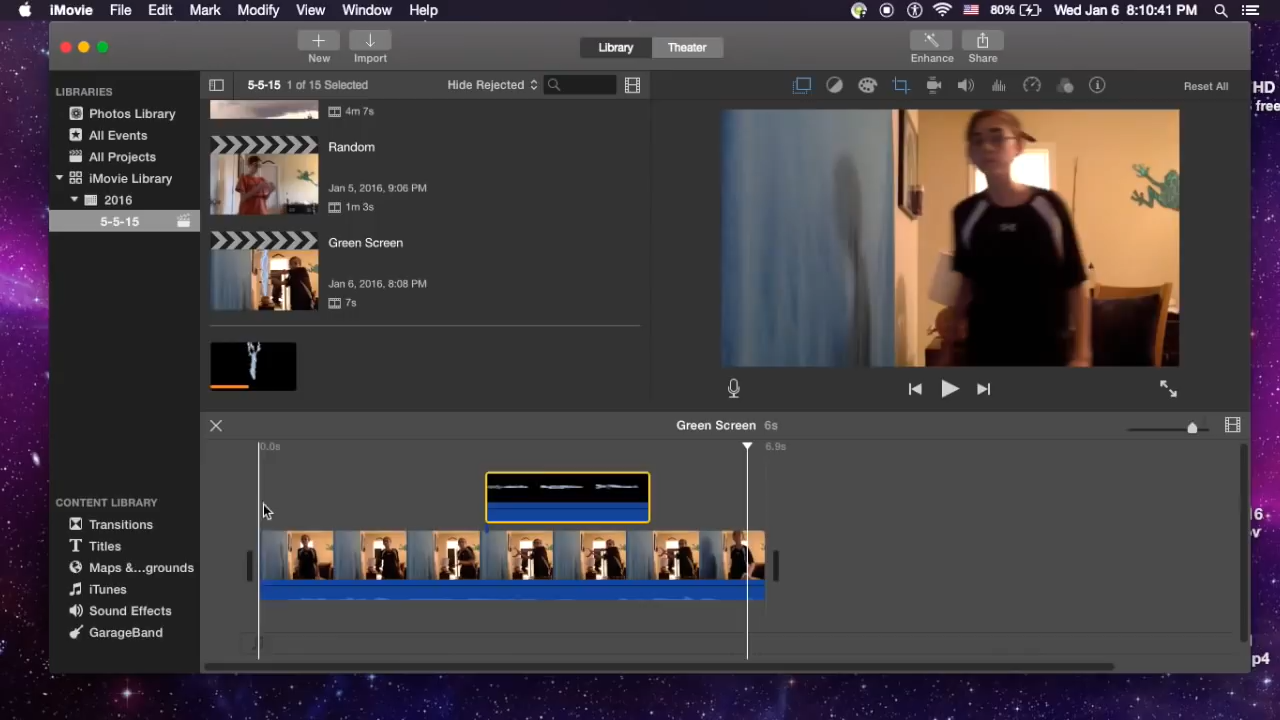 iMovie File Edit Mark Modify View Window Help 80% Wed Jan 6 8:10:41 PM
New Import Library Theater Enhance Share
LIBRARIES
Photos Library
All Events
All Projects
iMovie Library
2016
5-5-15
5-5-15 1 of 15 Selected Hide Rejected
4m 7s
Random
Jan 5, 2016, 9:06 PM
1m 3s
Green Screen
Jan 6, 2016, 8:08 PM
7s
Reset All
HD
free
Green Screen 6s
0.0s 6.9s
CONTENT LIBRARY
Transitions
Titles
Maps &...grounds
iTunes
Sound Effects
GarageBand
16
p4